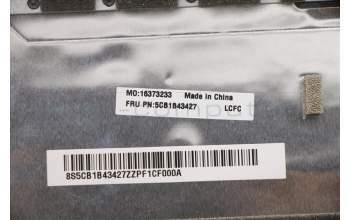 MO:16373233 Made in China
FRU PN:5CB1B43427 LCFC
8S5CB1B43427ZZPF1CF000A